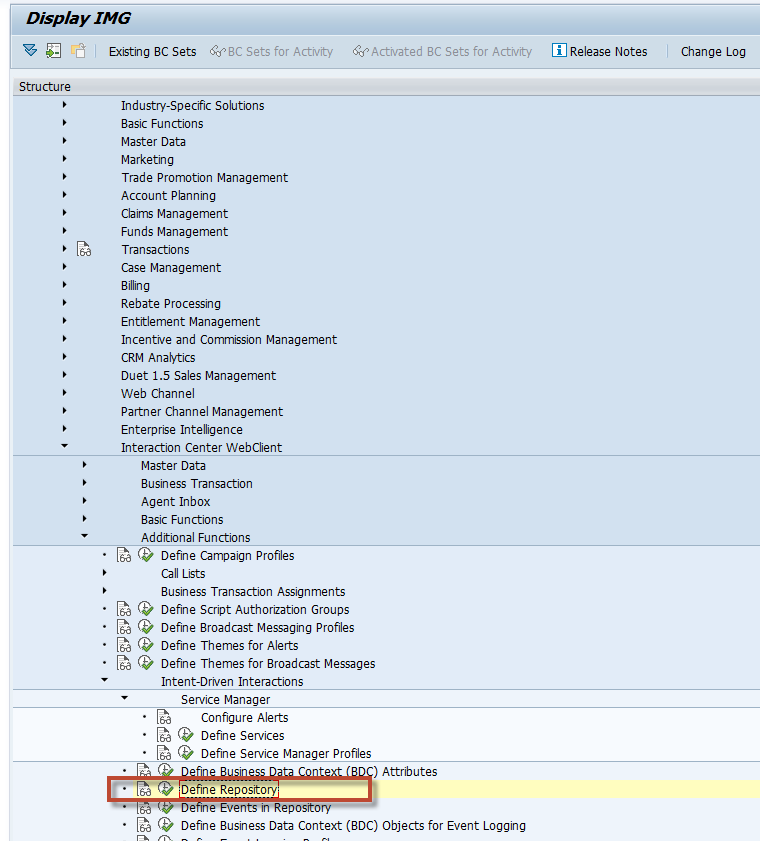 Display IMG
Existing BC Sets BC Sets for Activity Activated BC Sets for Activity Release Notes Change Log
Structure
Industry-Specific Solutions
Basic Functions
Master Data
Marketing
Trade Promotion Management
Account Planning
Claims Management
Funds Management
Transactions
Case Management
Billing
Rebate Processing
Entitlement Management
Incentive and Commission Management
CRM Analytics
Duet 1.5 Sales Management
Web Channel
Partner Channel Management
Enterprise Intelligence
Interaction Center WebClient
Master Data
Business Transaction
Agent Inbox
Basic Functions
Additional Functions
Define Campaign Profiles
Call Lists
Business Transaction Assignments
Define Script Authorization Groups
Define Broadcast Messaging Profiles
Define Themes for Alerts
Define Themes for Broadcast Messages
Intent-Driven Interactions
Service Manager
Configure Alerts
Define Services
Define Service Manager Profiles
Define Business Data Context (BDC) Attributes
Define Repository
Define Events in Repository
Define Business Data Context (BDC) Objects for Event Logging